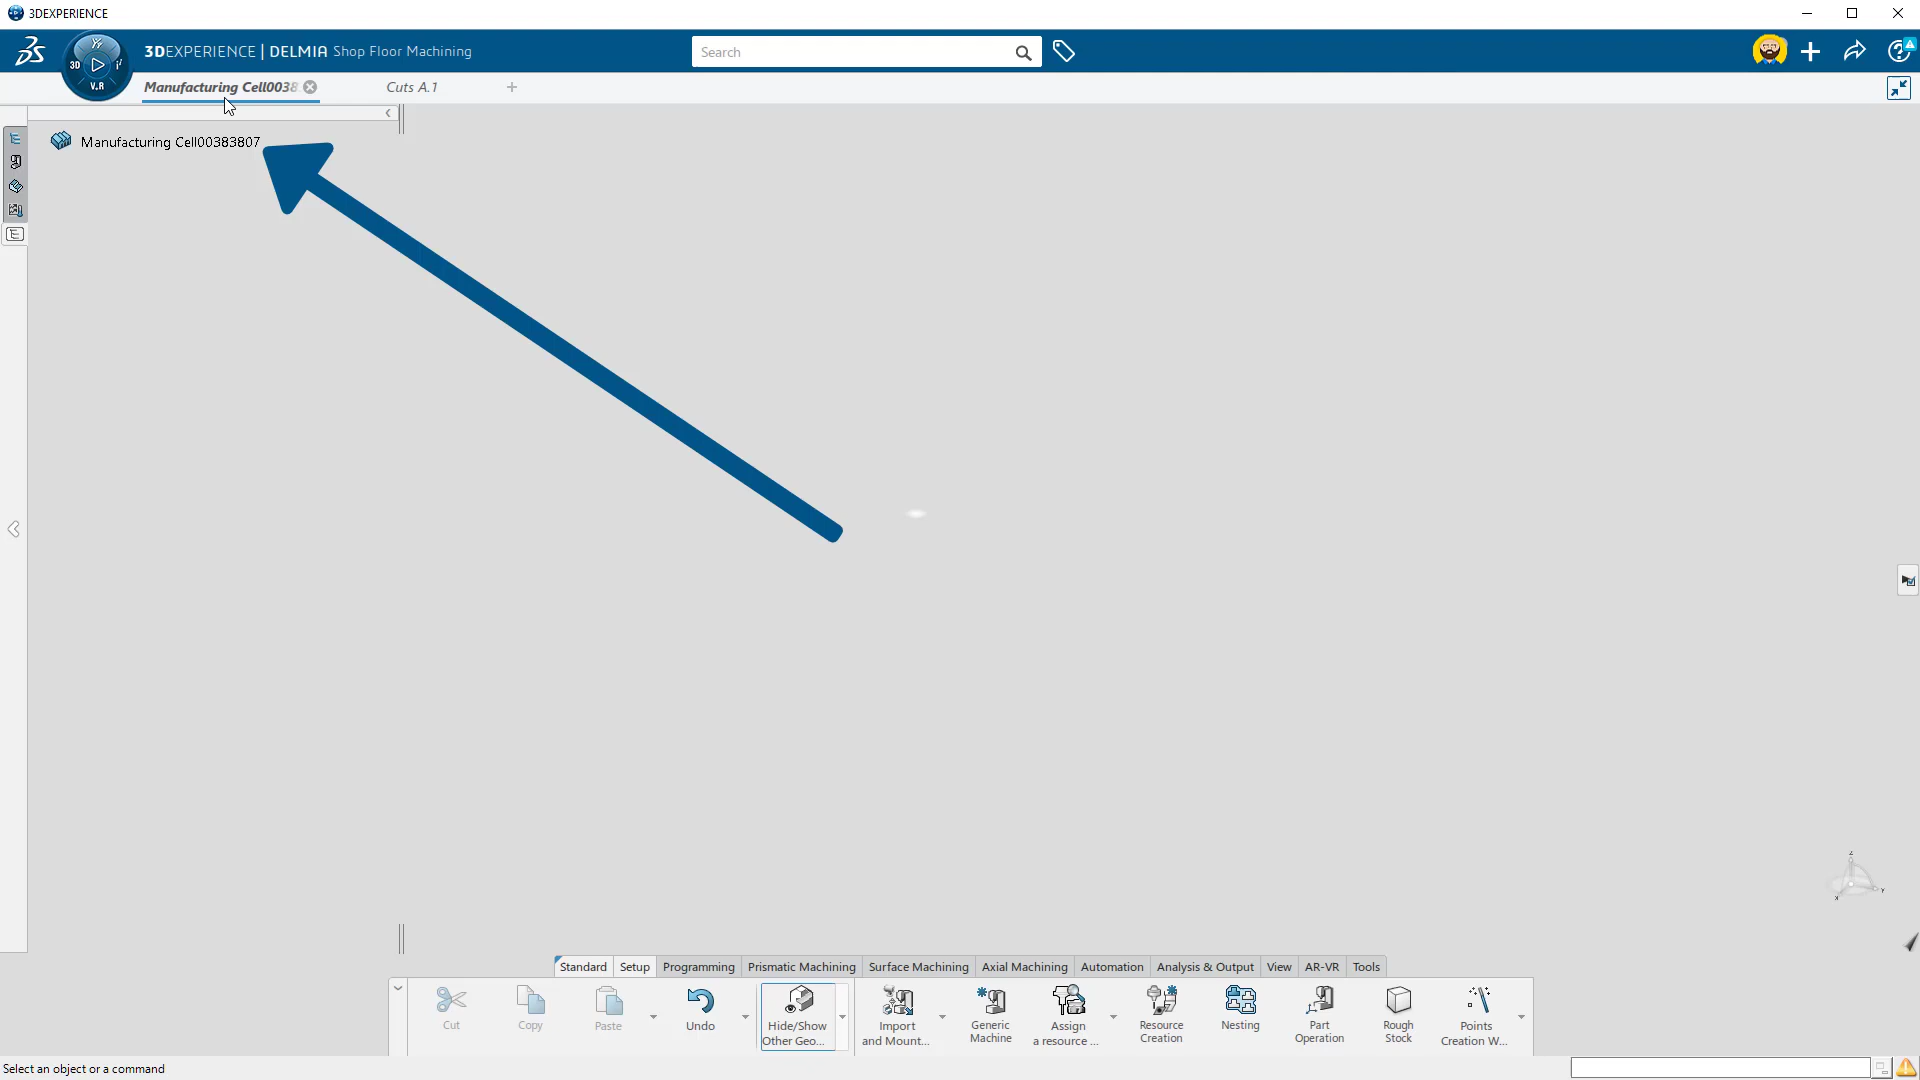 3DEXPERIENCE
3DEXPERIENCE | DELMIA Shop Floor Machining
Search
3D
V.R
Manufacturing Cell0038
Cuts A.1
Manufacturing Cell00383807
z
Y
x
Standard
Setup
Programming
Prismatic Machining
Surface Machining
Axial Machining
Automation
Analysis & Output
View
AR-VR
Tools
Cut
Copy
Paste
Undo
Hide/Show
Other Geo...
Import
and Mount...
Generic
Machine
Assign
a resource ...
Resource
Creation
Nesting
Part
Operation
Rough
Stock
Points
Creation W...
Select an object or a command